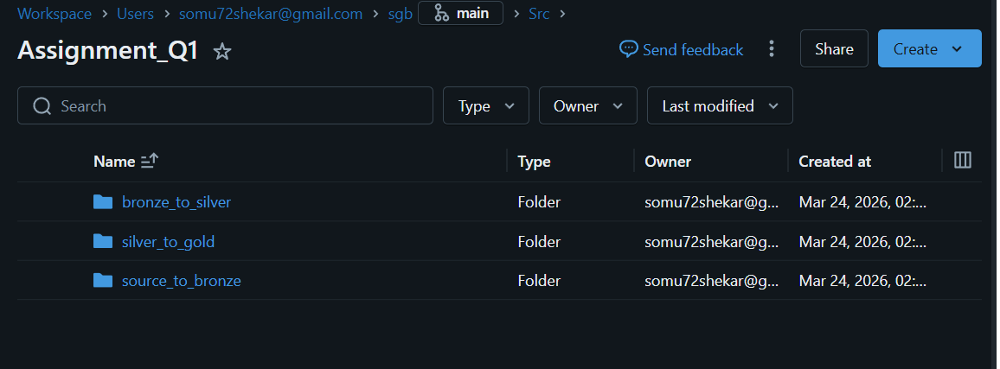 Workspace > Users > somu72shekar@gmail.com > sgb main > Src >
Assignment_Q1 Send feedback Share Create
Search Type Owner Last modified
Name Type Owner Created at
bronze_to_silver Folder somu72shekar@g... Mar 24, 2026, 02:...
silver_to_gold Folder somu72shekar@g... Mar 24, 2026, 02:...
source_to_bronze Folder somu72shekar@g... Mar 24, 2026, 02:...